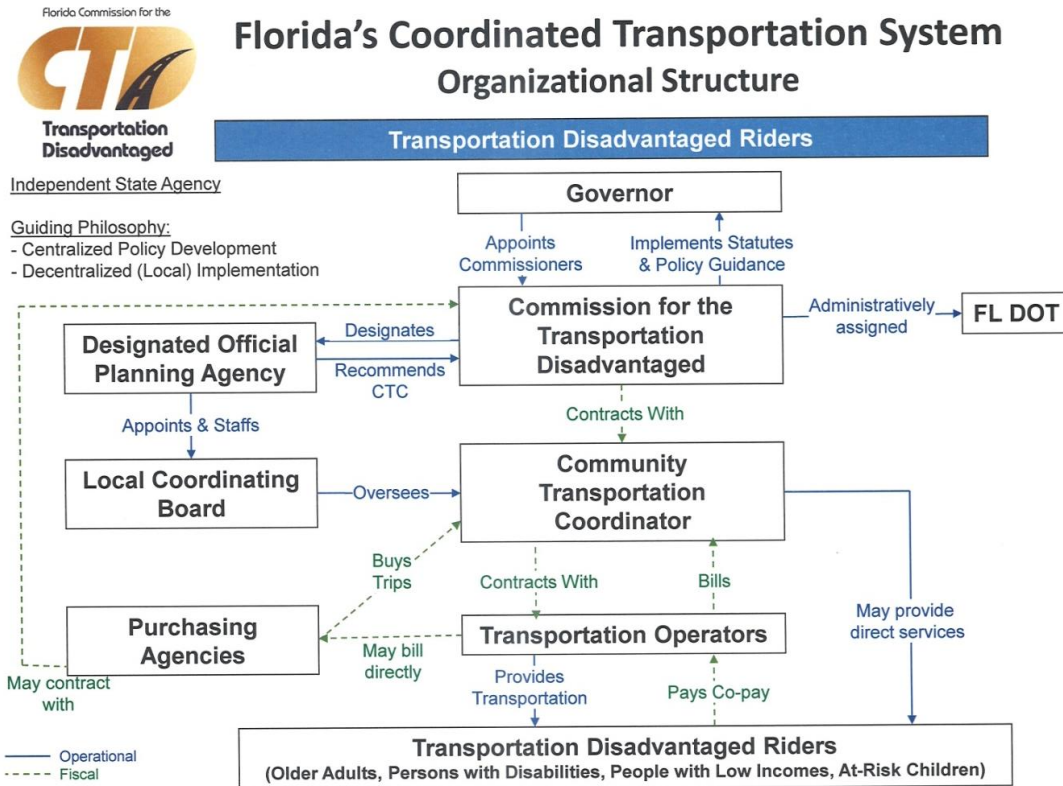 Florida Commission for the
CTD
Transportation
Disadvantaged
Florida's Coordinated Transportation System
Organizational Structure
Transportation Disadvantaged Riders
Independent State Agency
Guiding Philosophy:
- Centralized Policy Development
- Decentralized (Local) Implementation
Governor
Appoints
Commissioners
Implements Statutes
& Policy Guidance
Commission for the
Transportation
Disadvantaged
Administratively
assigned
FL DOT
Designates
Designated Official
Planning Agency
Recommends
CTC
Contracts With
Appoints & Staffs
Local Coordinating
Board
Oversees
Community
Transportation
Coordinator
Buys
Trips
Contracts With
Bills
May provide
direct services
Purchasing
Agencies
May bill
directly
Transportation Operators
May contract
with
Provides
Transportation
Pays Co-pay
Transportation Disadvantaged Riders
(Older Adults, Persons with Disabilities, People with Low Incomes, At-Risk Children)
Operational
Fiscal